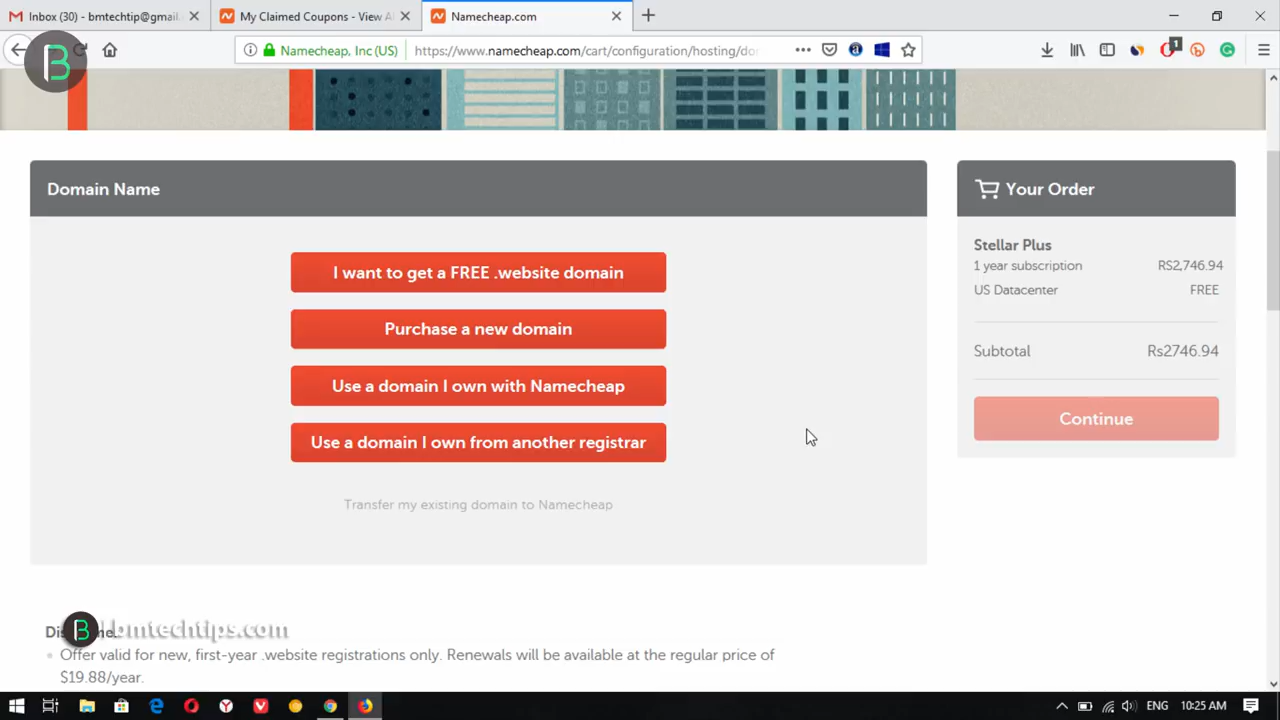 Inbox (30) - bmtechtip@gmail
My Claimed Coupons - View Al
Namecheap.com
Namecheap, Inc (US)
https://www.namecheap.com/cart/configuration/hosting/do
1
Domain Name
I want to get a FREE .website domain
Purchase a new domain
Use a domain I own with Namecheap
Use a domain I own from another registrar
Transfer my existing domain to Namecheap
Your Order
Stellar Plus
1 year subscription RS2,746.94
US Datacenter FREE
Subtotal Rs2746.94
Continue
bmtechtips.com
Offer valid for new, first-year .website registrations only. Renewals will be available at the regular price of
$19.88/year.
ENG 10:25 AM